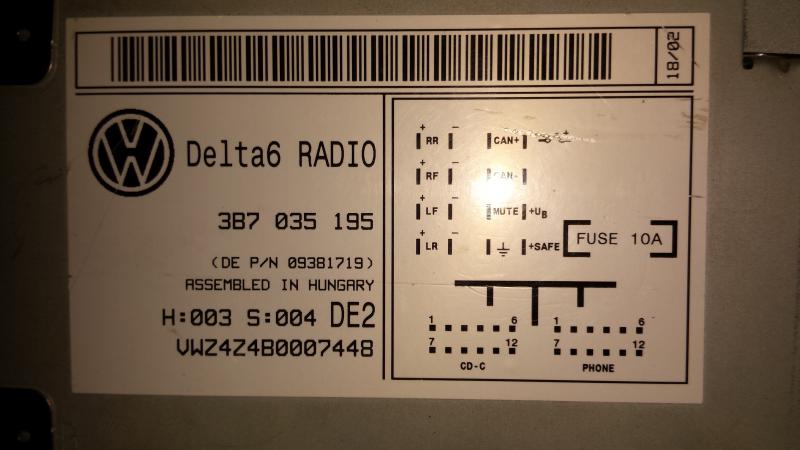 18/02
VW
Delta6 RADIO
3B7 035 195
(DE P/N 09381719)
ASSEMBLED IN HUNGARY
H:003 S:004 DE2
VWZ4Z4B0007448
+ RR − CAN+
+ RF − CAN-
+ LF − MUTE +UB
+ LR − +SAFE
FUSE 10A
1 6 1 6
7 12 7 12
CD-C PHONE